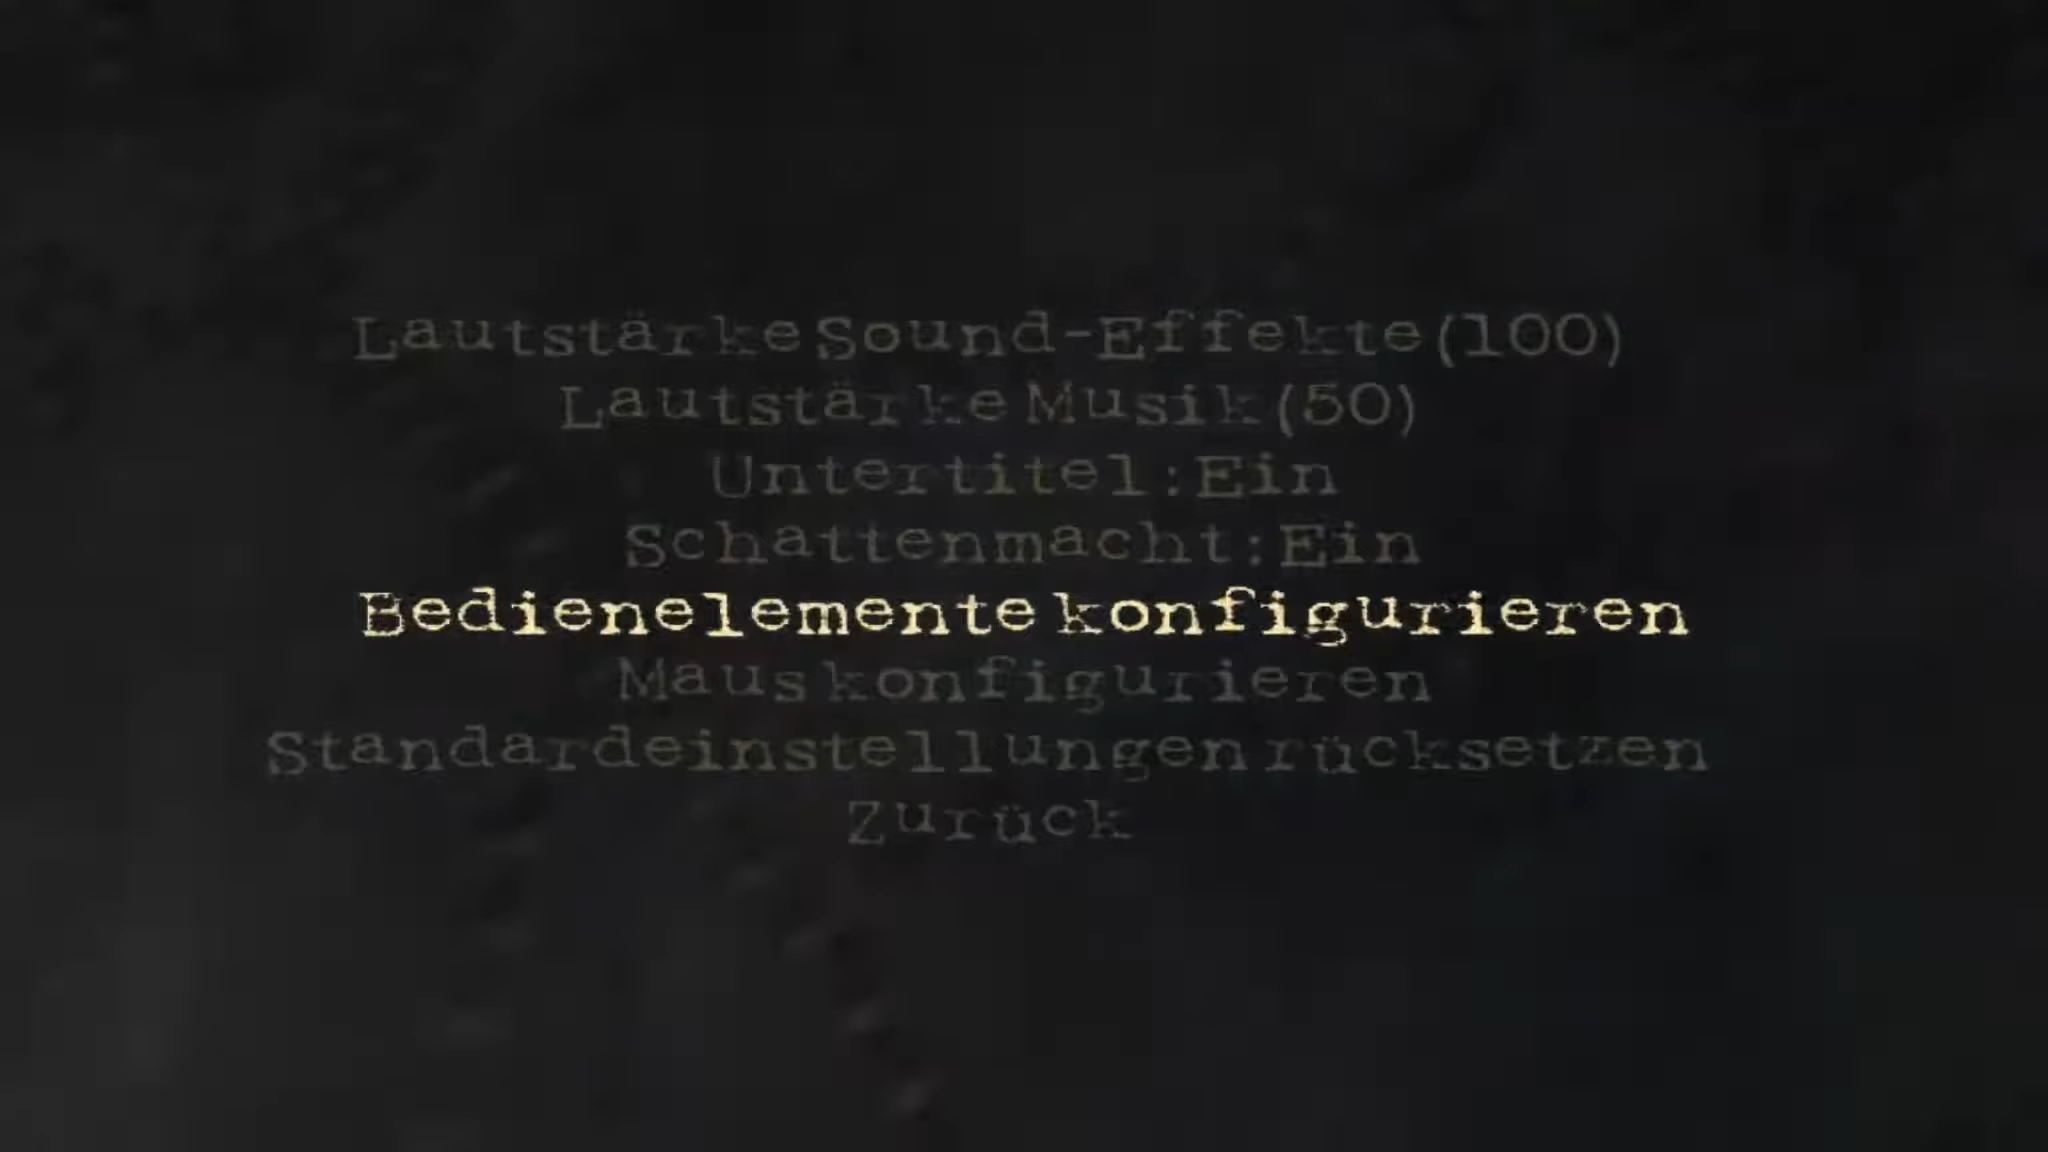 Lautstärke Sound-Effekte (100)
Lautstärke Musik (50)
Untertitel: Ein
Schattenmacht: Ein
Bedienelemente konfigurieren
Maus konfigurieren
Standardeinstellungen rücksetzen
Zurück